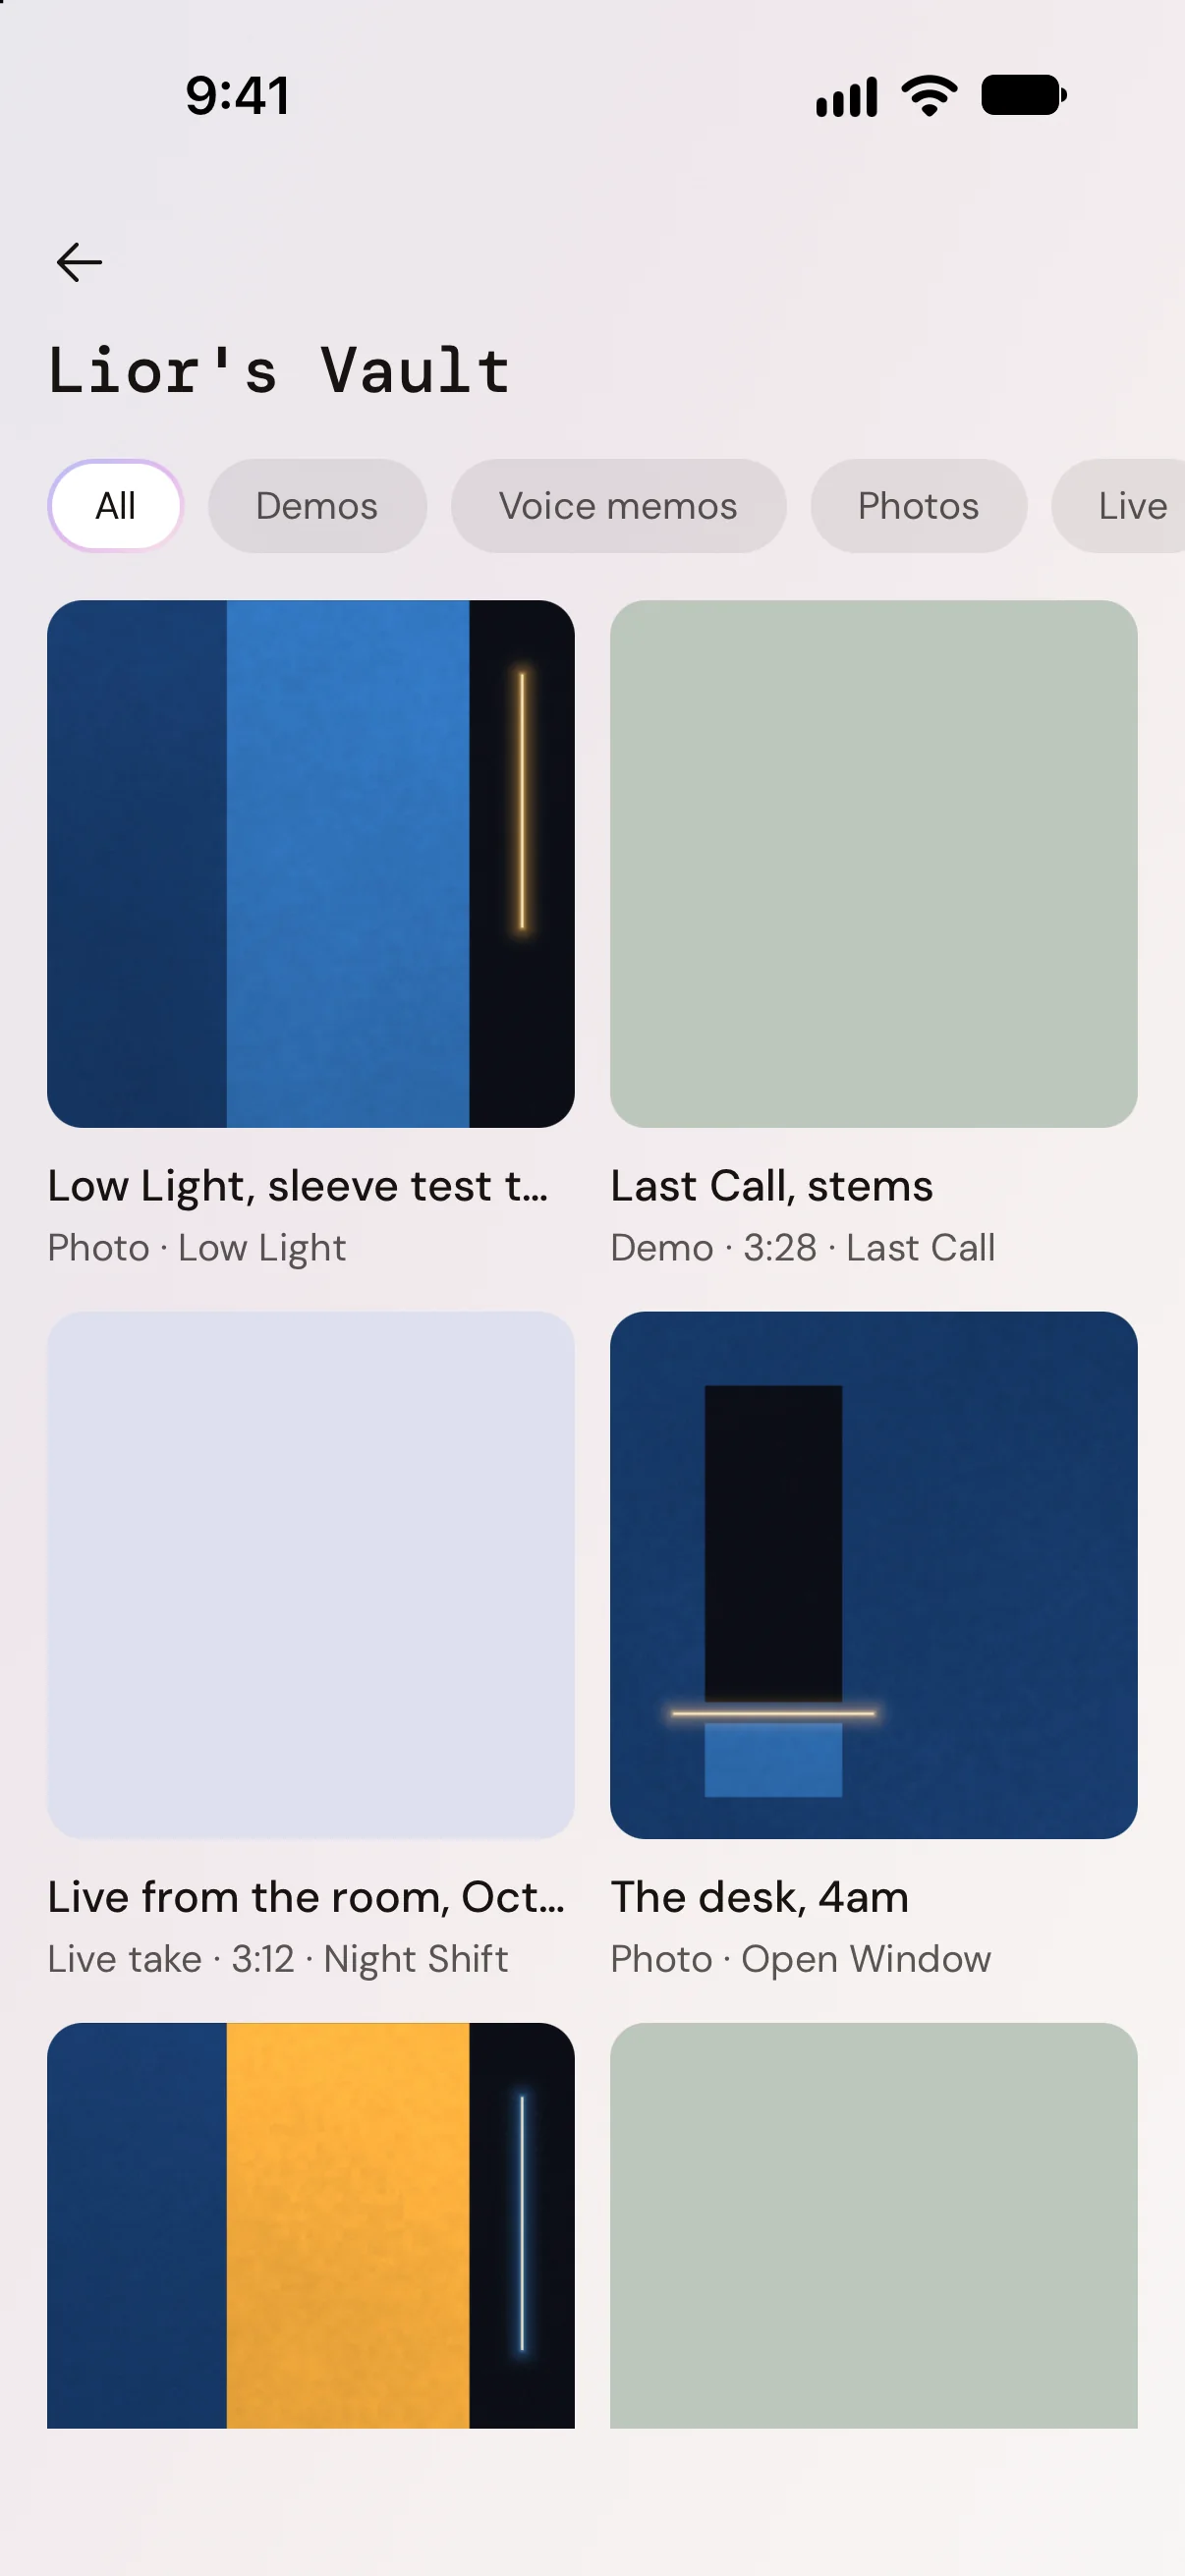 9:41
Lior's Vault
All
Demos
Voice memos
Photos
Live
Low Light, sleeve test t...
Photo · Low Light
Last Call, stems
Demo · 3:28 · Last Call
Live from the room, Oct...
Live take · 3:12 · Night Shift
The desk, 4am
Photo · Open Window